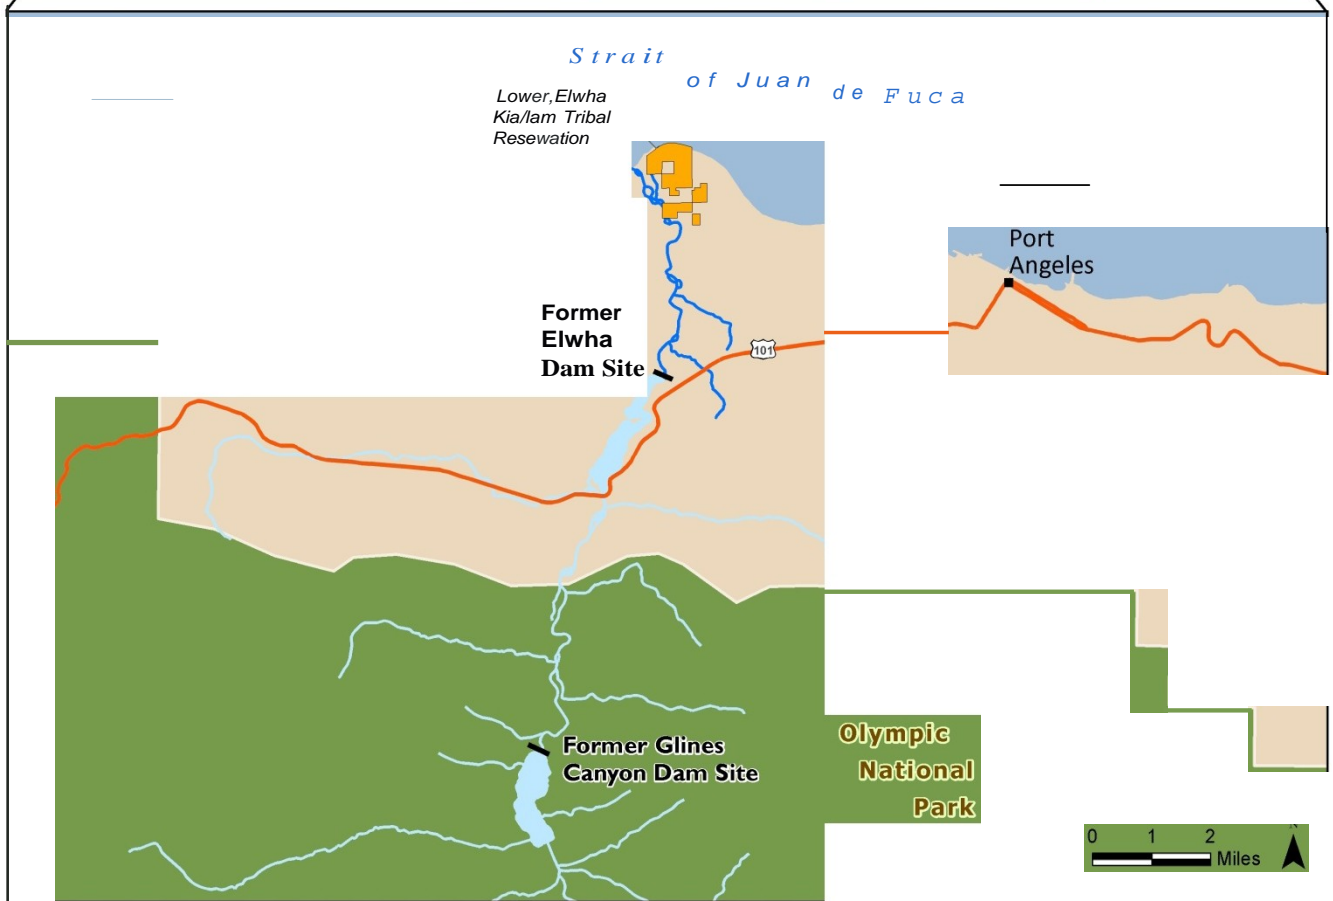 Strait
of Juan
de Fuca
Lower,Elwha
Kia/lam Tribal
Resewation
Port
Angeles
Former
Elwha
Dam Site
101
Former Glines
Canyon Dam Site
Olympic
National
Park
0 1 2
Miles
N